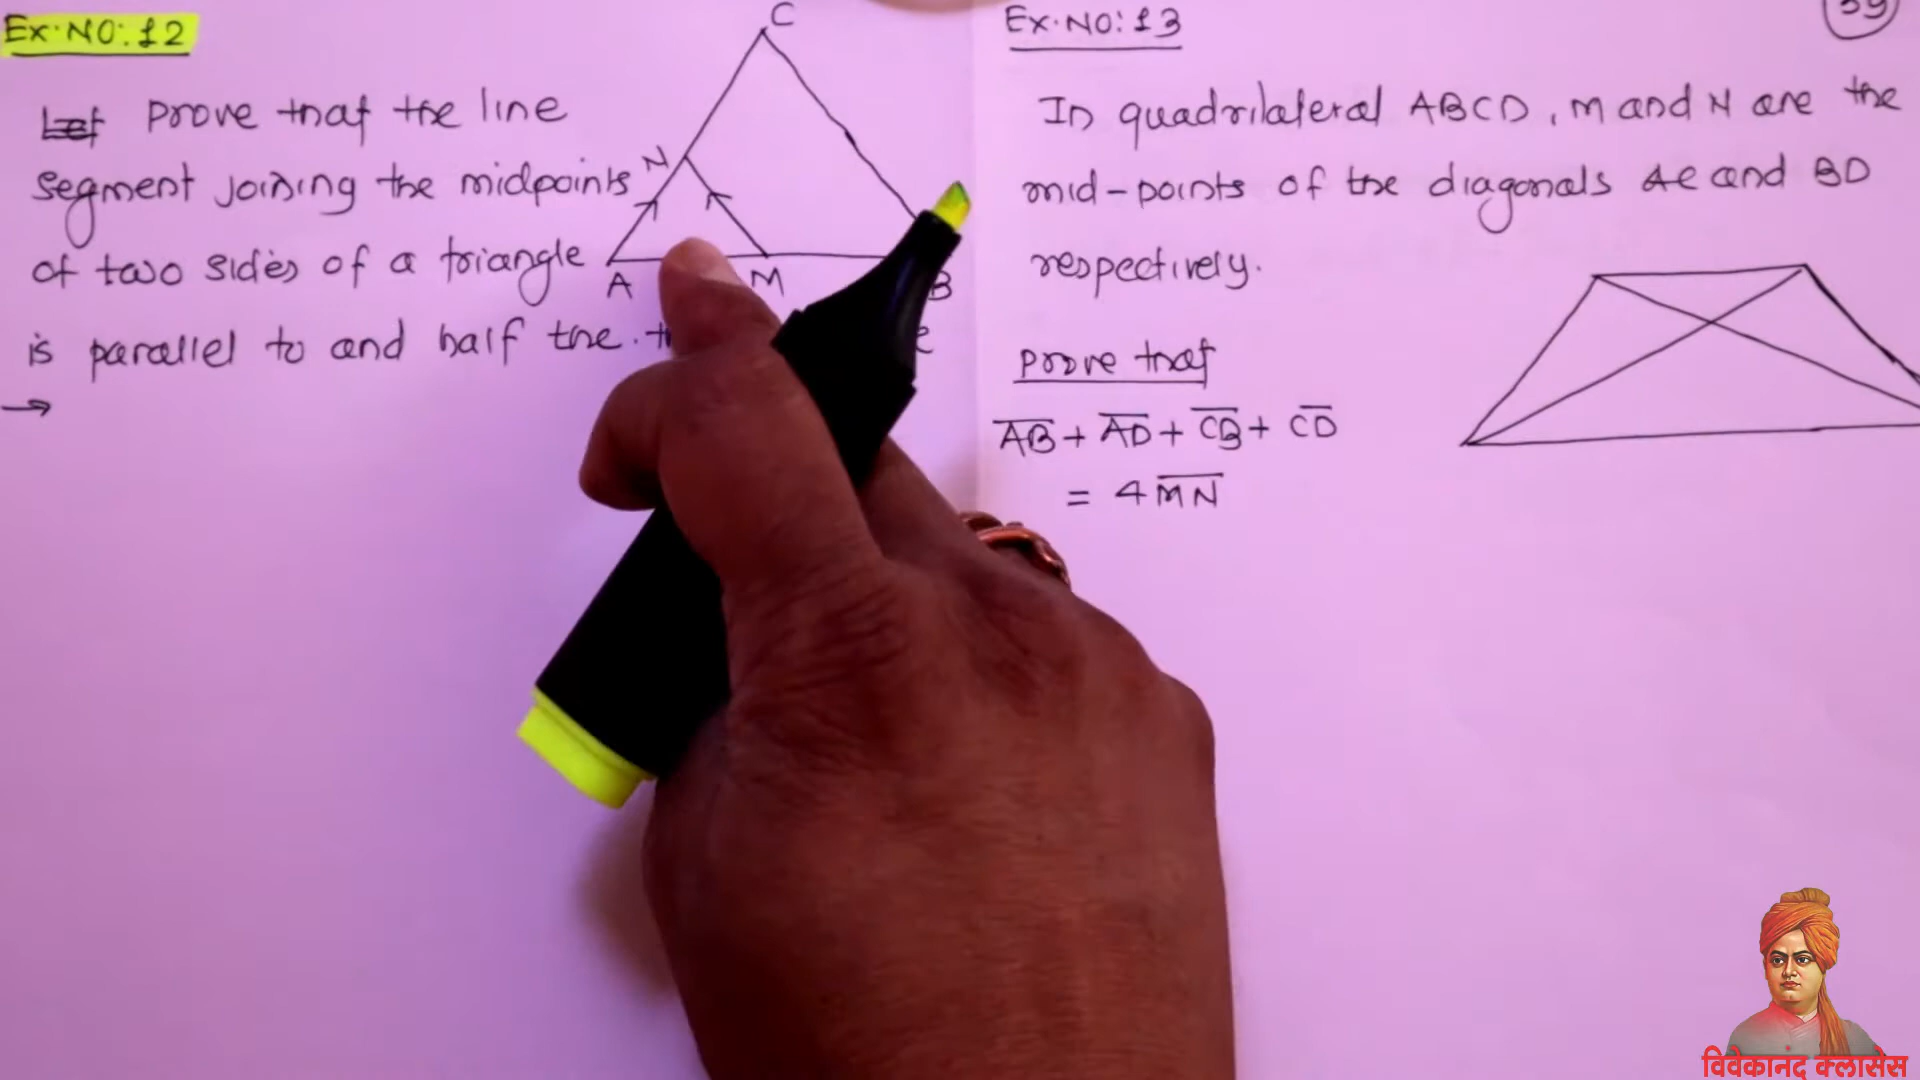 Ex.NO:12
Let Prove that the line
segment joining the midpoints
of two sides of a triangle
is parallel to and half the
→
C
N
A
M
B
Ex.NO:13
59
In quadrilateral ABCD, M and N are the
mid-points of the diagonals AC and BD
respectively.
Prove that
AB + AD + CB + CD
= 4 MN
विवेकानंद क्लासेस